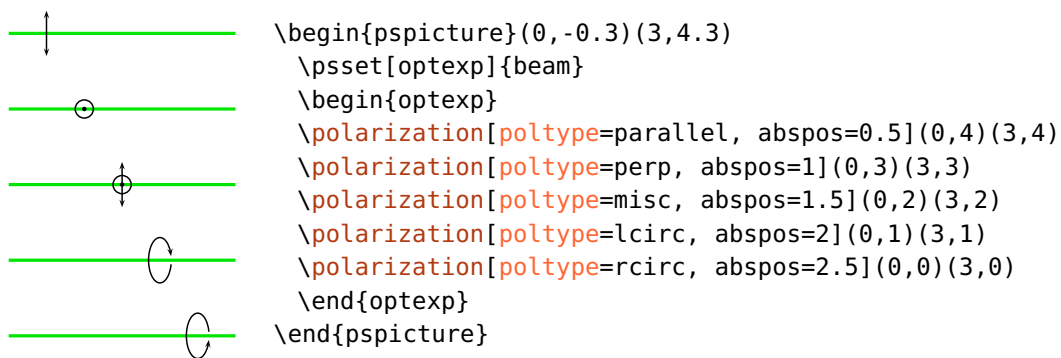 \begin{pspicture}(0,-0.3)(3,4.3)
\psset[optexp]{beam}
\begin{optexp}
\polarization[poltype=parallel, abspos=0.5](0,4)(3,4)
\polarization[poltype=perp, abspos=1](0,3)(3,3)
\polarization[poltype=misc, abspos=1.5](0,2)(3,2)
\polarization[poltype=lcirc, abspos=2](0,1)(3,1)
\polarization[poltype=rcirc, abspos=2.5](0,0)(3,0)
\end{optexp}
\end{pspicture}